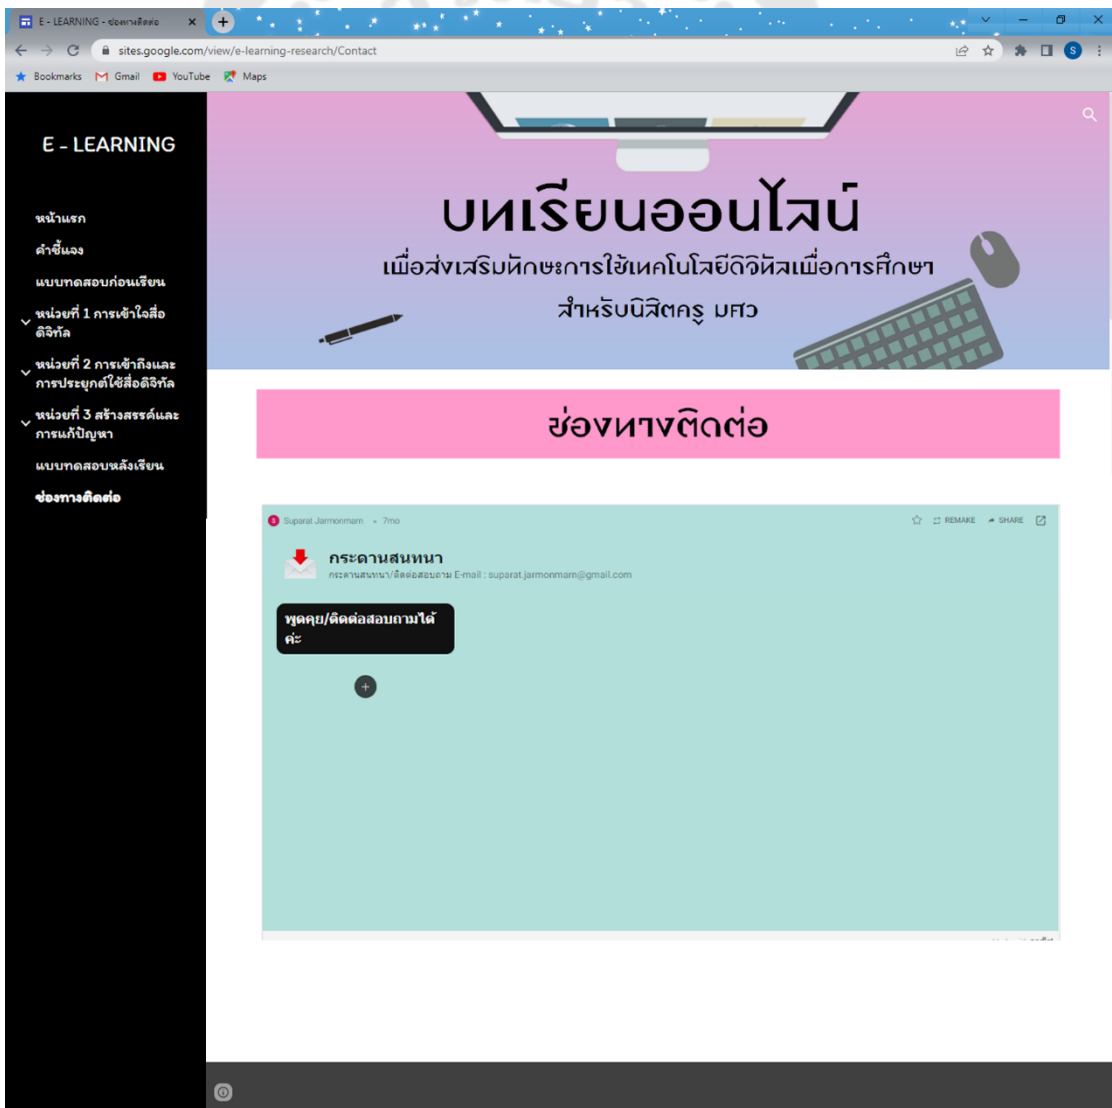 E - LEARNING - ช่องทางติดต่อ
sites.google.com/view/e-learning-research/Contact
S
Bookmarks Gmail YouTube Maps
E - LEARNING
หน้าแรก
คำชี้แจง
แบบทดสอบก่อนเรียน
หน่วยที่ 1 การเข้าใจสื่อ
ดิจิทัล
หน่วยที่ 2 การเข้าถึงและ
การประยุกต์ใช้สื่อดิจิทัล
หน่วยที่ 3 สร้างสรรค์และ
การแก้ปัญหา
แบบทดสอบหลังเรียน
ช่องทางติดต่อ
บทเรียนออนไลน์
เพื่อส่งเสริมทักษะการใช้เทคโนโลยีดิจิทัลเพื่อการศึกษา
สำหรับนิสิตครู มศว
ช่องทางติดต่อ
S Suparat Jarmonmarn • 7mo
REMAKE SHARE
กระดานสนทนา
กระดานสนทนา/ติดต่อสอบถาม E-mail : suparat.jarmonmarn@gmail.com
พูดคุย/ติดต่อสอบถามได้
ค่ะ